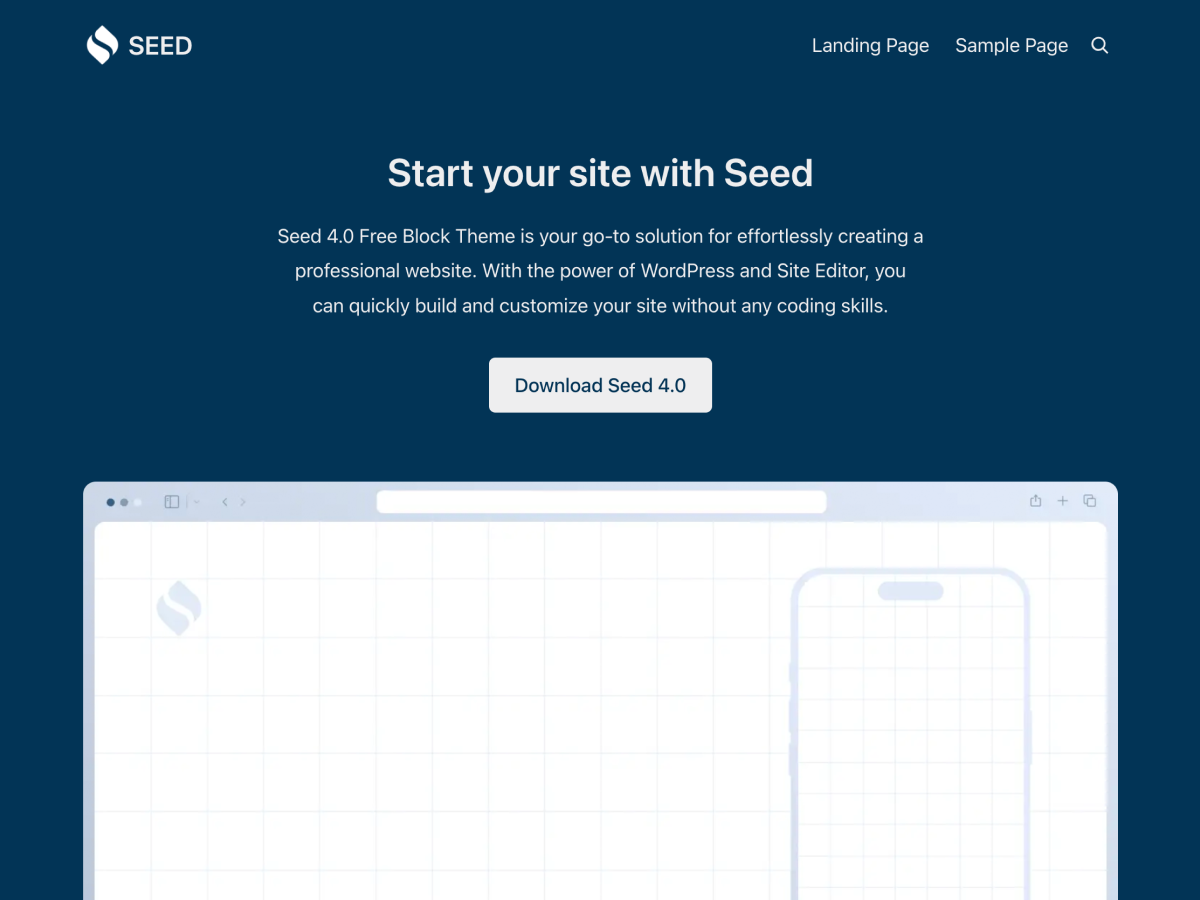 SEED
Landing Page
Sample Page
Start your site with Seed
Seed 4.0 Free Block Theme is your go-to solution for effortlessly creating a
professional website. With the power of WordPress and Site Editor, you
can quickly build and customize your site without any coding skills.
Download Seed 4.0